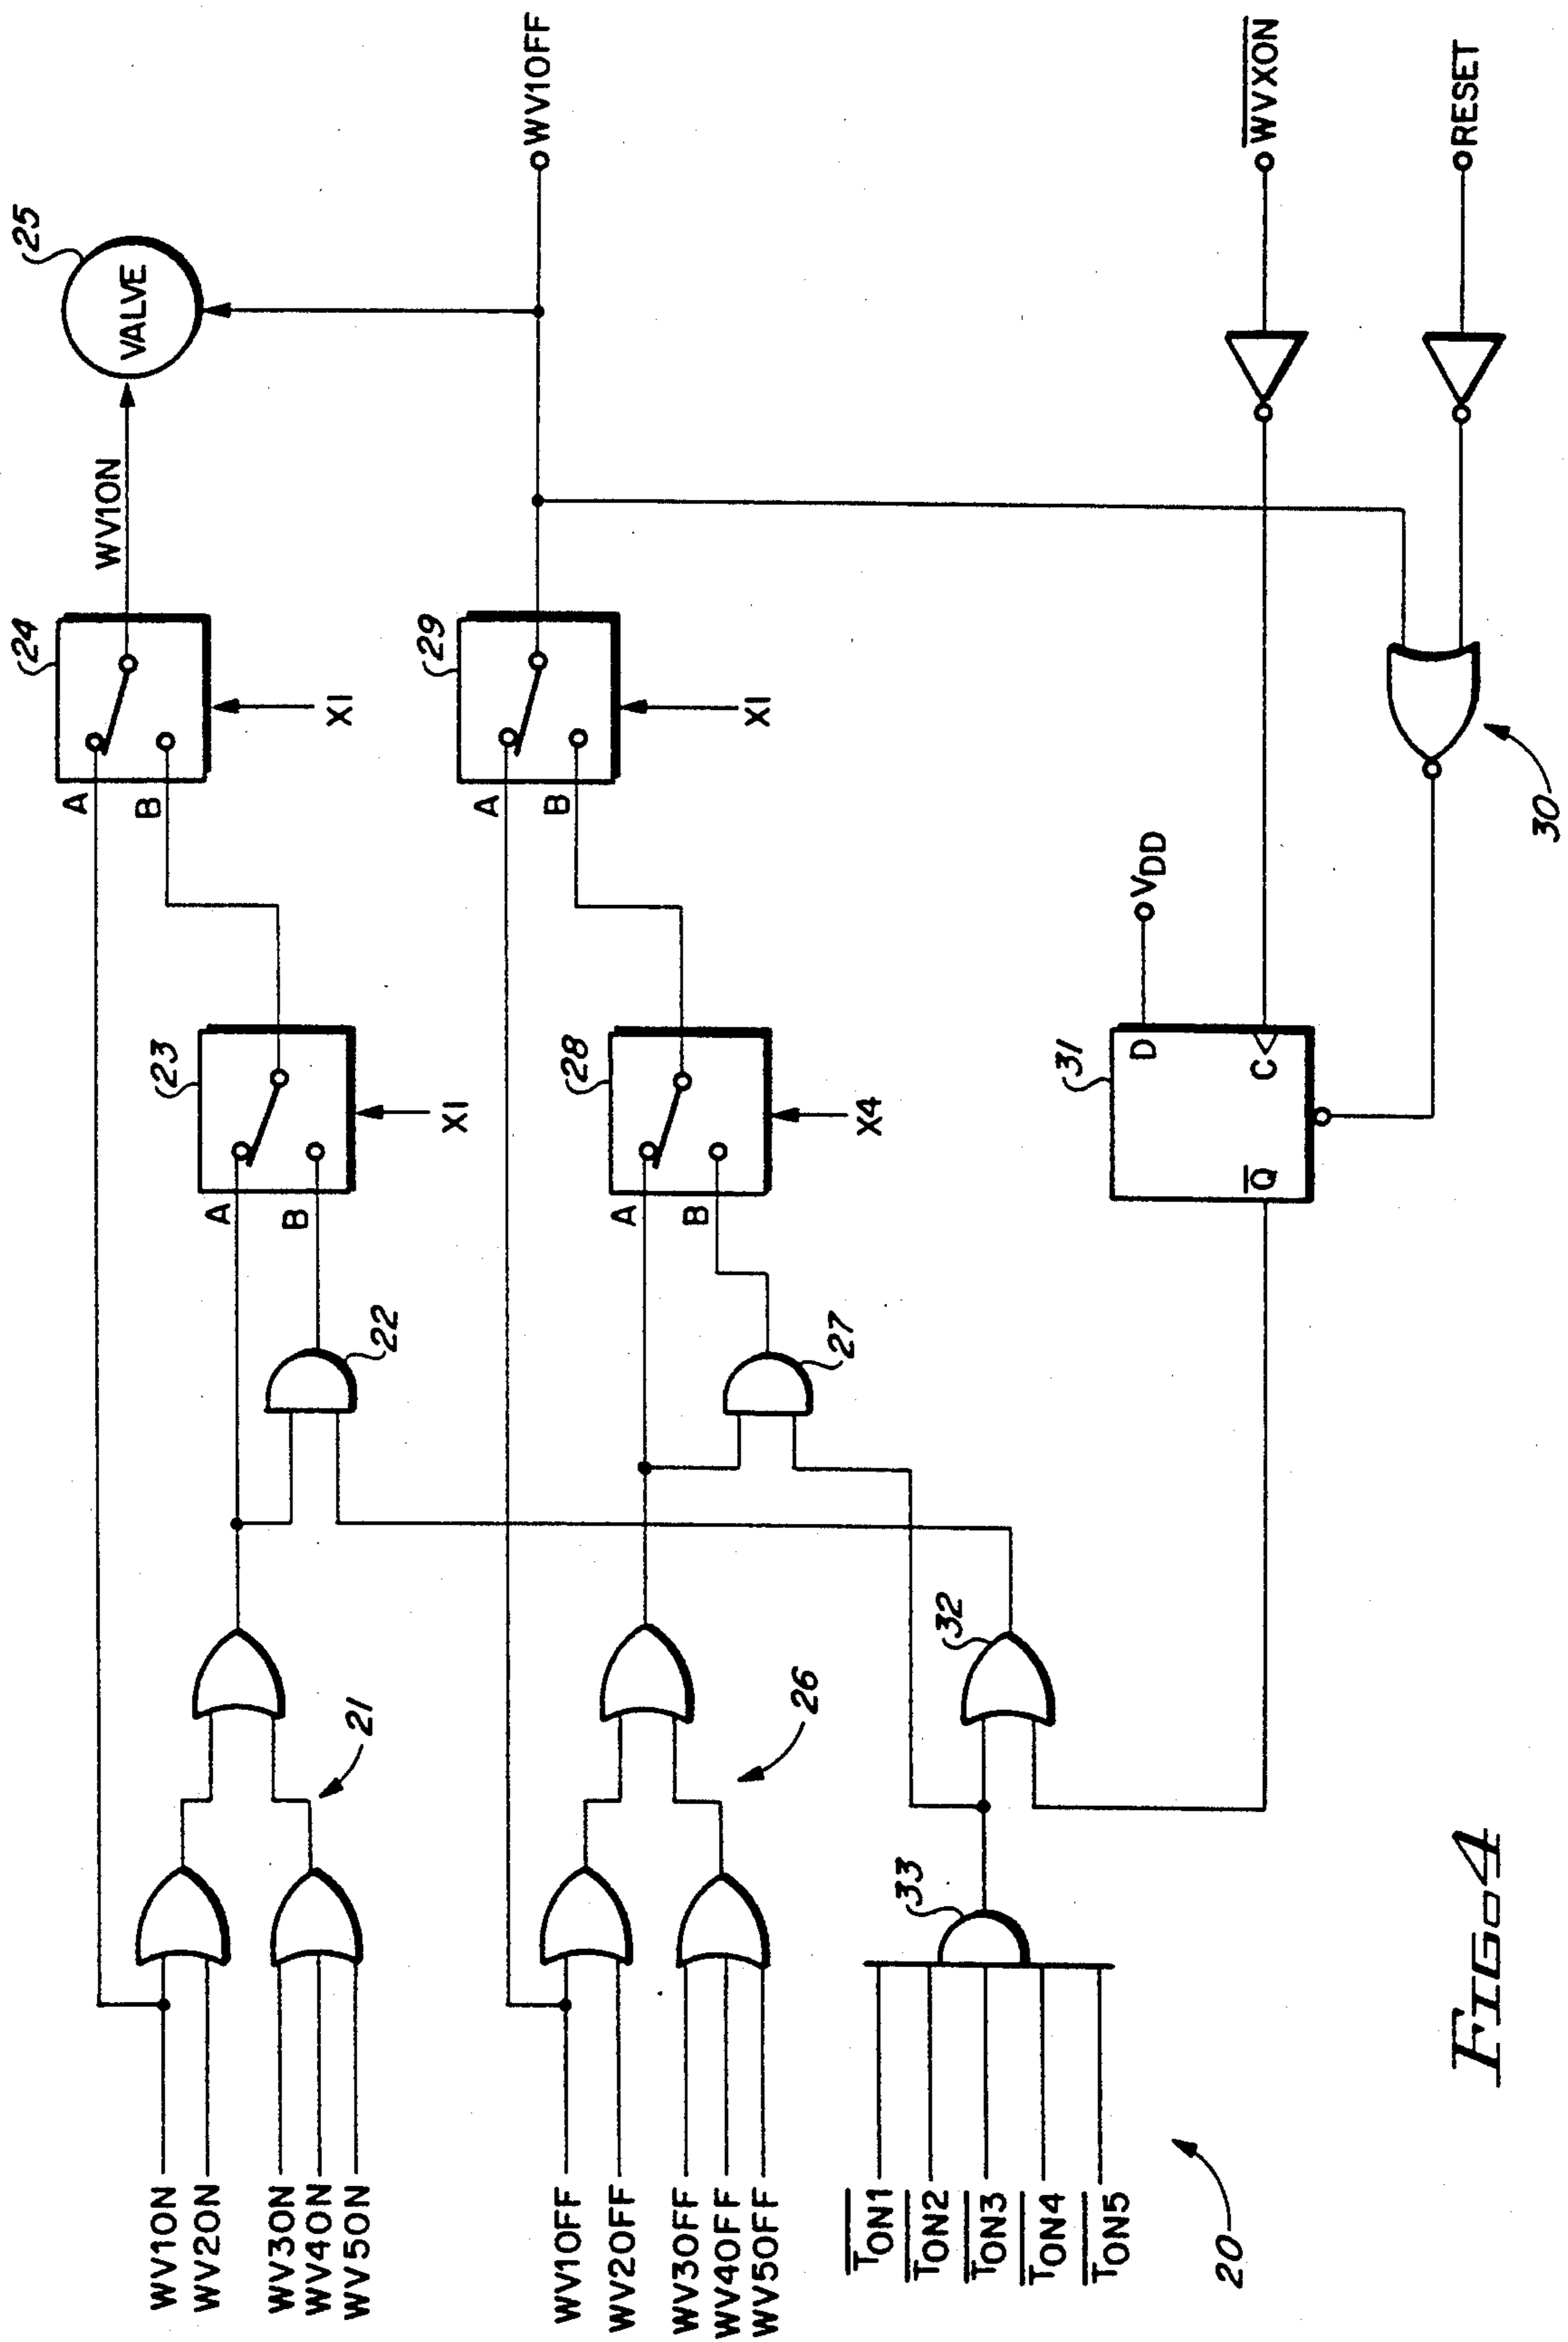 25
VALVE
WV1ON
WV1OFF
24
X1
A
B
29
X1
A
B
WVXON
RESET
30
23
X1
A
B
28
X4
A
B
VDD
31
D
C
Q
22
27
21
26
32
33
WV1ON
WV2ON
WV3ON
WV4ON
WV5ON
WV1OFF
WV2OFF
WV3OFF
WV4OFF
WV5OFF
TON1
TON2
TON3
TON4
TON5
20
FIG. 4